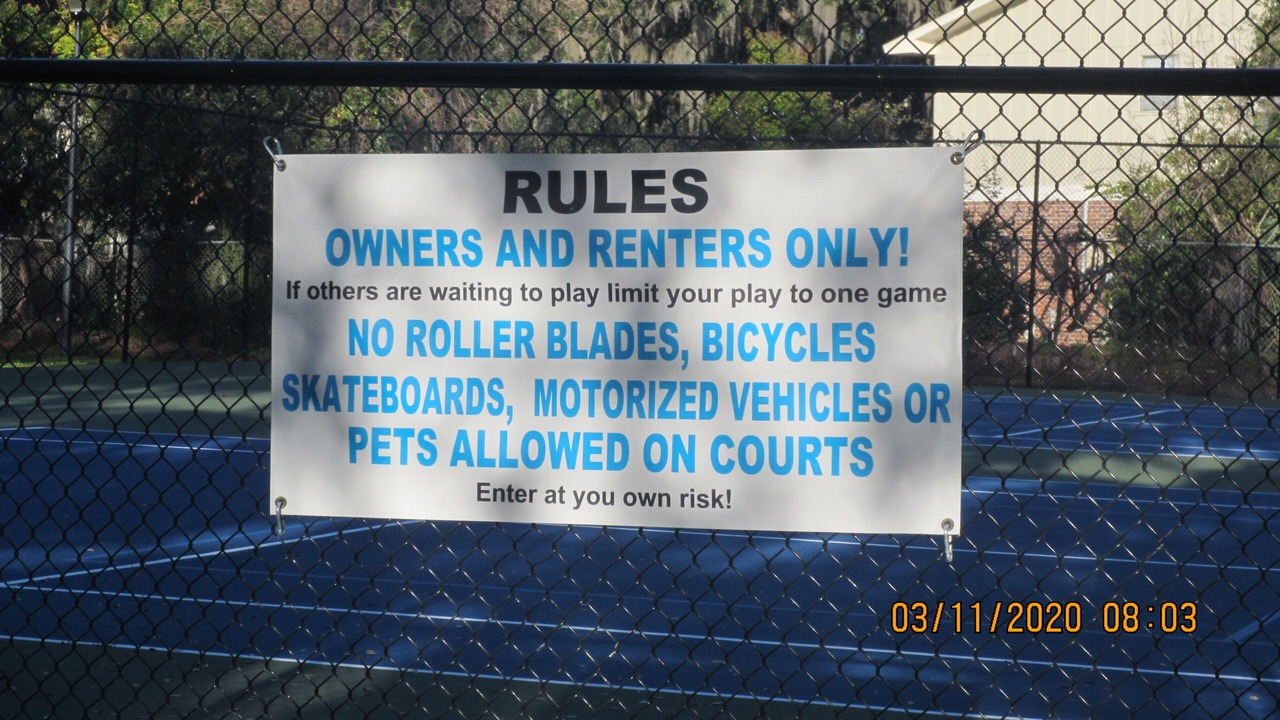 RULES
OWNERS AND RENTERS ONLY!
If others are waiting to play limit your play to one game
NO ROLLER BLADES, BICYCLES
SKATEBOARDS, MOTORIZED VEHICLES OR
PETS ALLOWED ON COURTS
Enter at you own risk!
03/11/2020 08:03